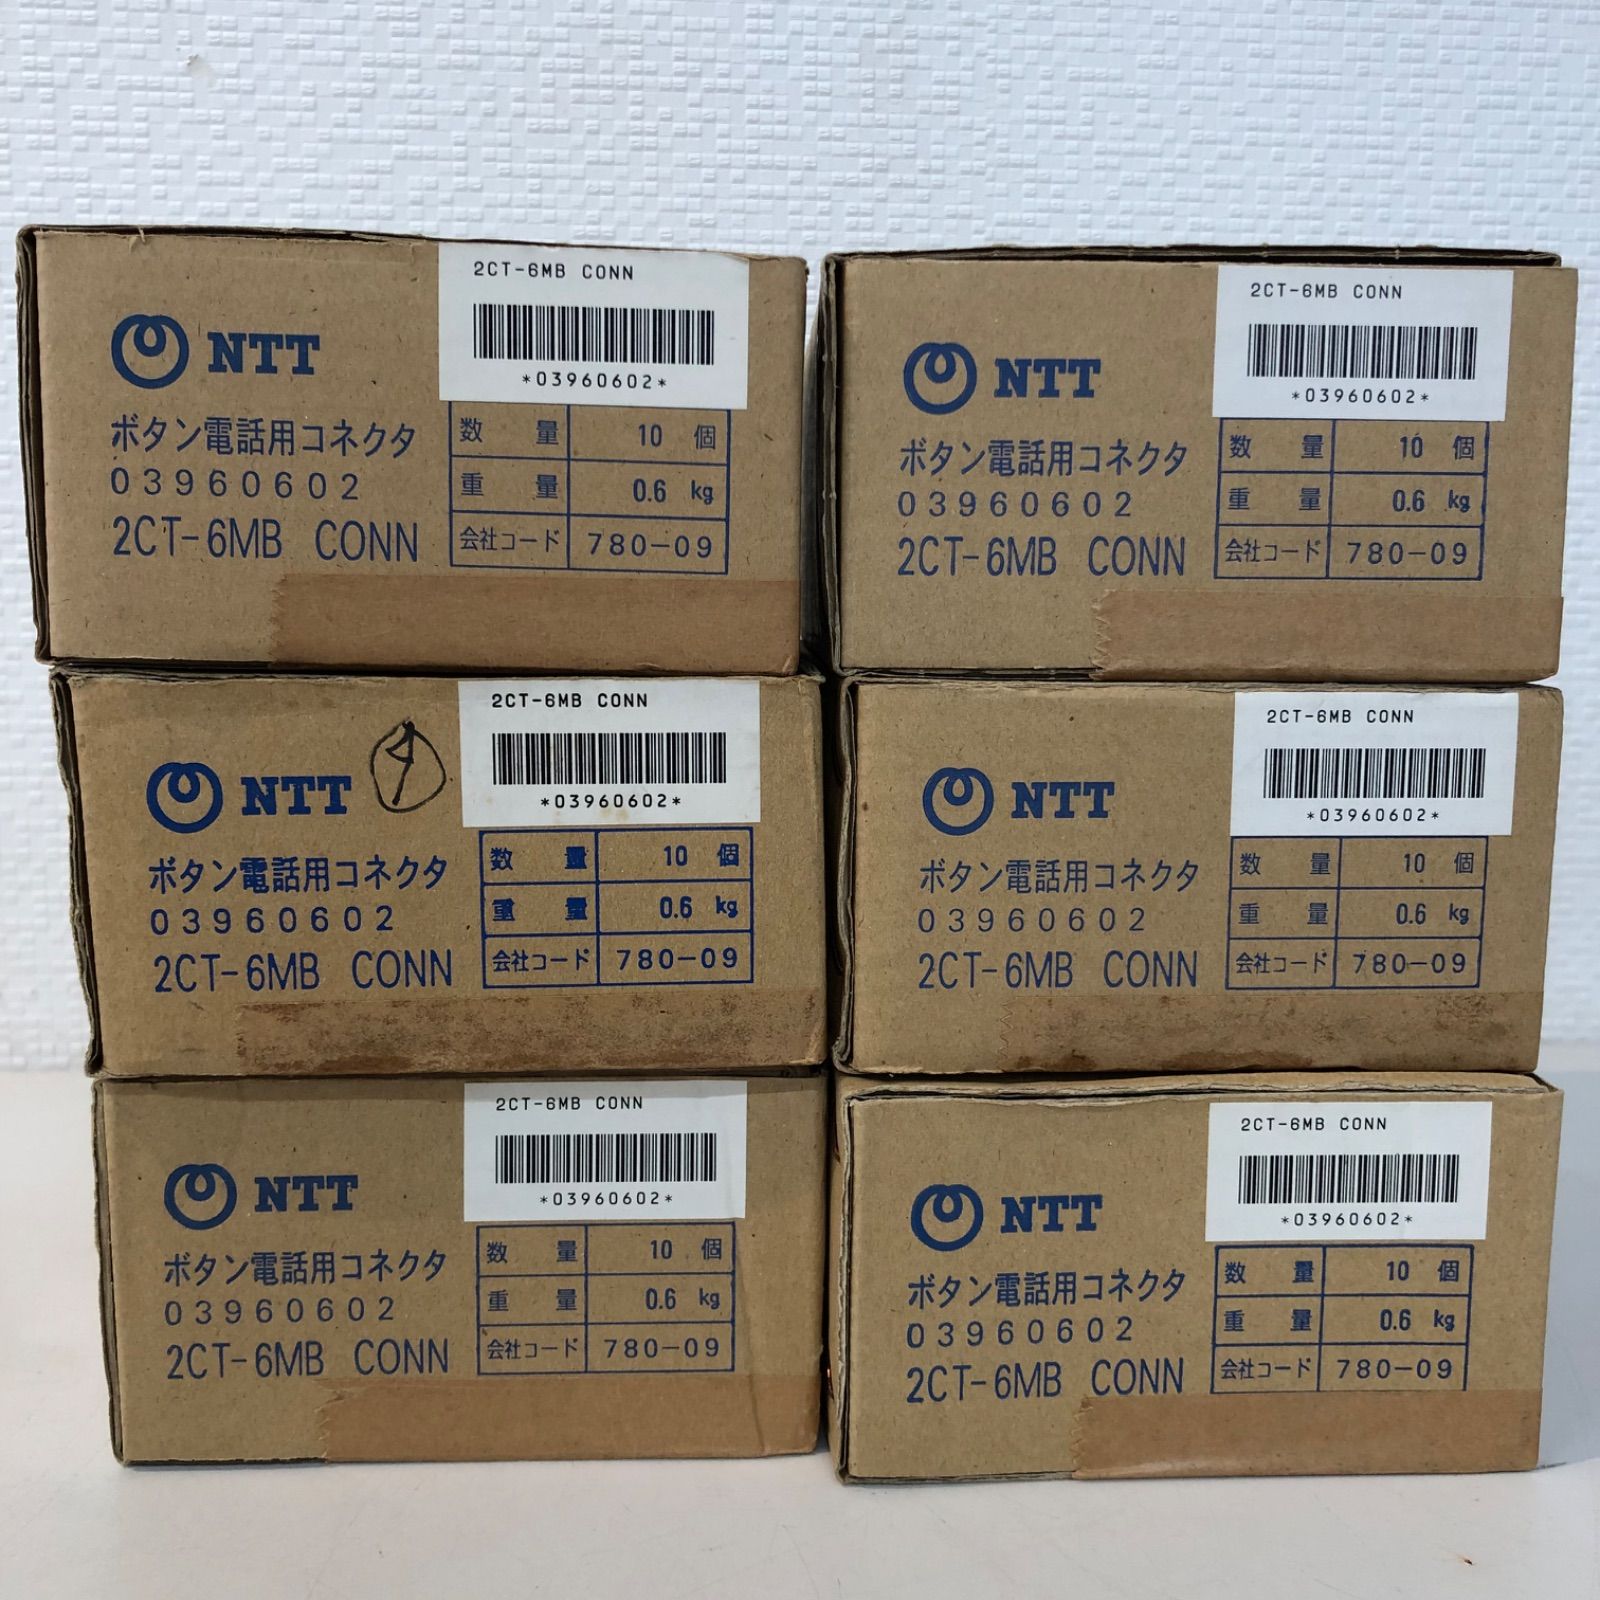 2CT-6MB CONN
*03960602*
NTT
ボタン電話用コネクタ
03960602
2CT-6MB CONN
数量 10 個
重量 0.6 kg
会社コード 780-09
2CT-6MB CONN
*03960602*
NTT
ボタン電話用コネクタ
03960602
2CT-6MB CONN
数量 10 個
重量 0.6 kg
会社コード 780-09
2CT-6MB CONN
*03960602*
NTT
ボタン電話用コネクタ
03960602
2CT-6MB CONN
数量 10 個
重量 0.6 kg
会社コード 780-09
2CT-6MB CONN
*03960602*
NTT
ボタン電話用コネクタ
03960602
2CT-6MB CONN
数量 10 個
重量 0.6 kg
会社コード 780-09
2CT-6MB CONN
*03960602*
NTT
ボタン電話用コネクタ
03960602
2CT-6MB CONN
数量 10 個
重量 0.6 kg
会社コード 780-09
2CT-6MB CONN
*03960602*
NTT
ボタン電話用コネクタ
03960602
2CT-6MB CONN
数量 10 個
重量 0.6 kg
会社コード 780-09